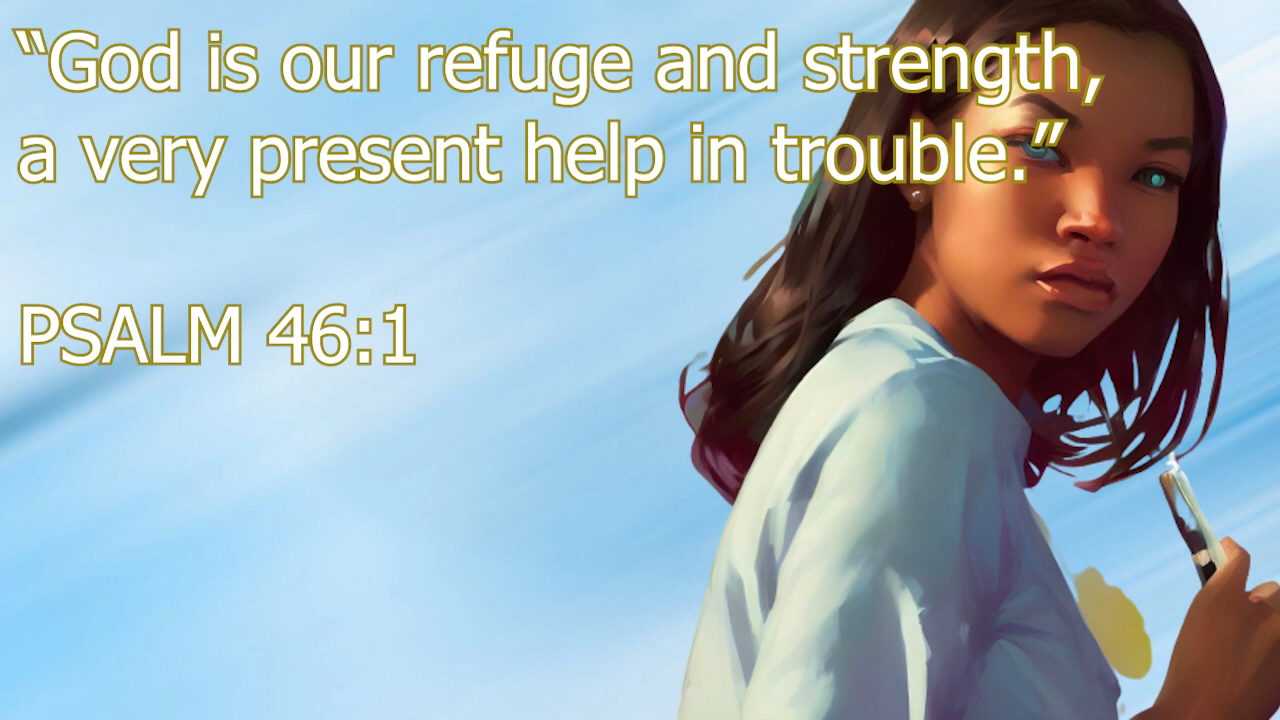 “God is our refuge and strength,
a very present help in trouble.”
PSALM 46:1